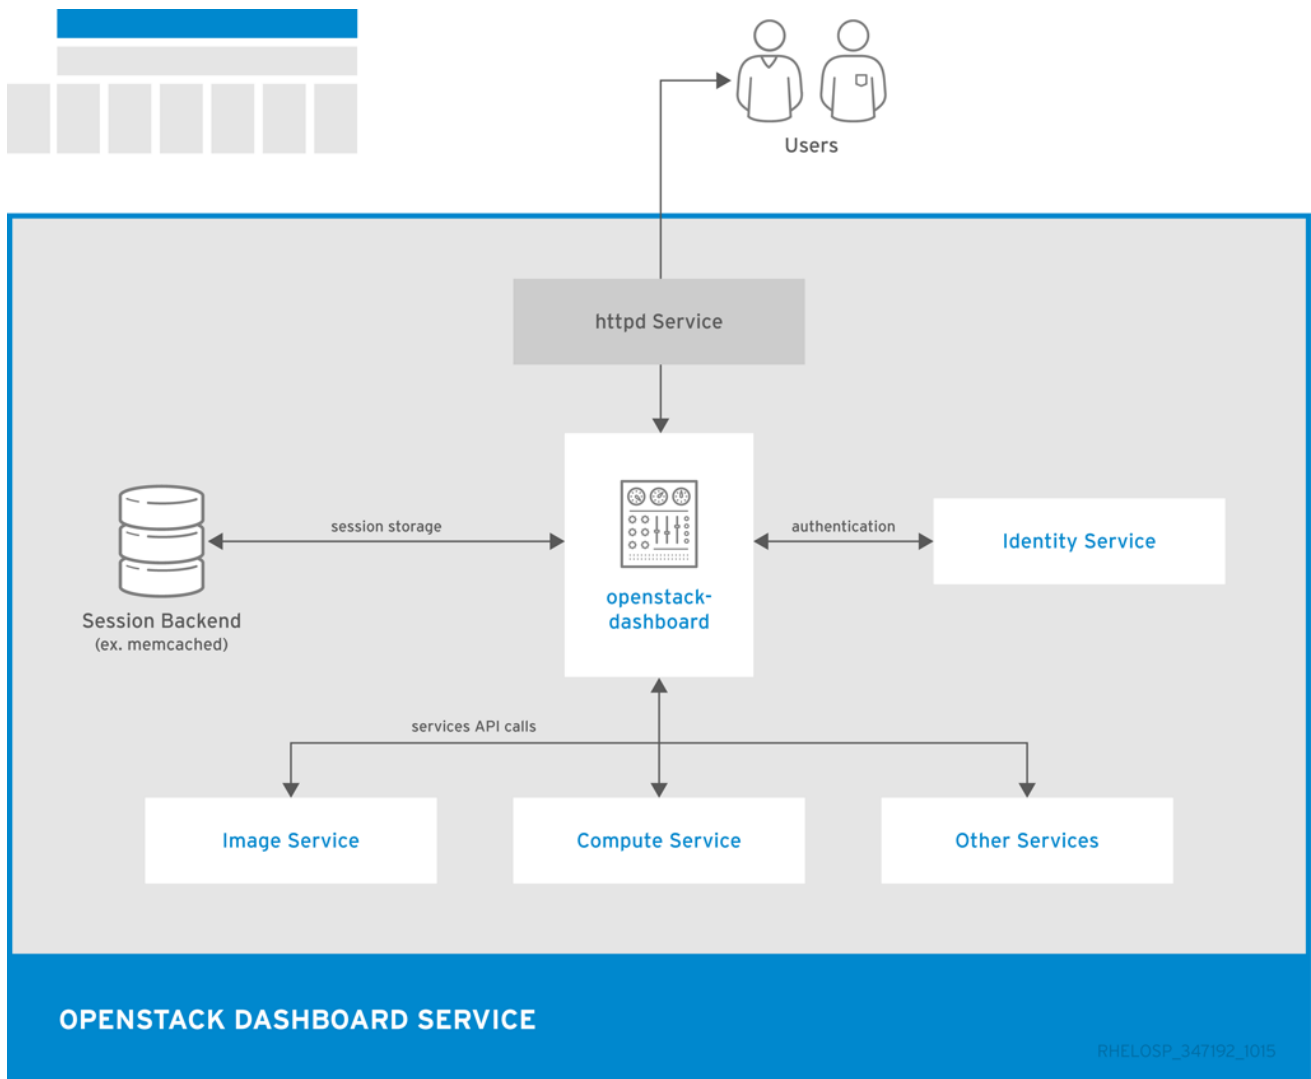 Users
httpd Service
session storage
authentication
Identity Service
openstack-
dashboard
Session Backend
(ex. memcached)
services API calls
Image Service
Compute Service
Other Services
OPENSTACK DASHBOARD SERVICE
RHELOSP_347192_1015